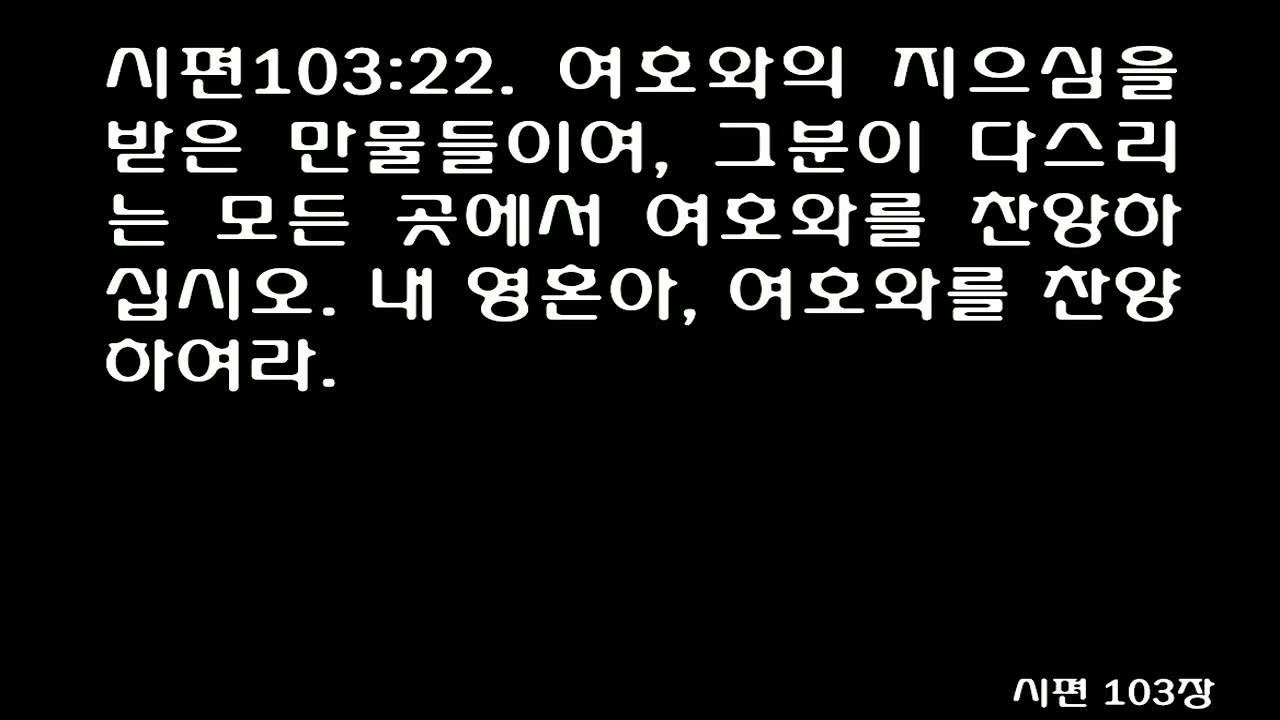 시편103:22. 여호와의 지으심을
받은 만물들이여, 그분이 다스리
는 모든 곳에서 여호와를 찬양하
십시오. 내 영혼아, 여호와를 찬양
하여라.
시편 103장